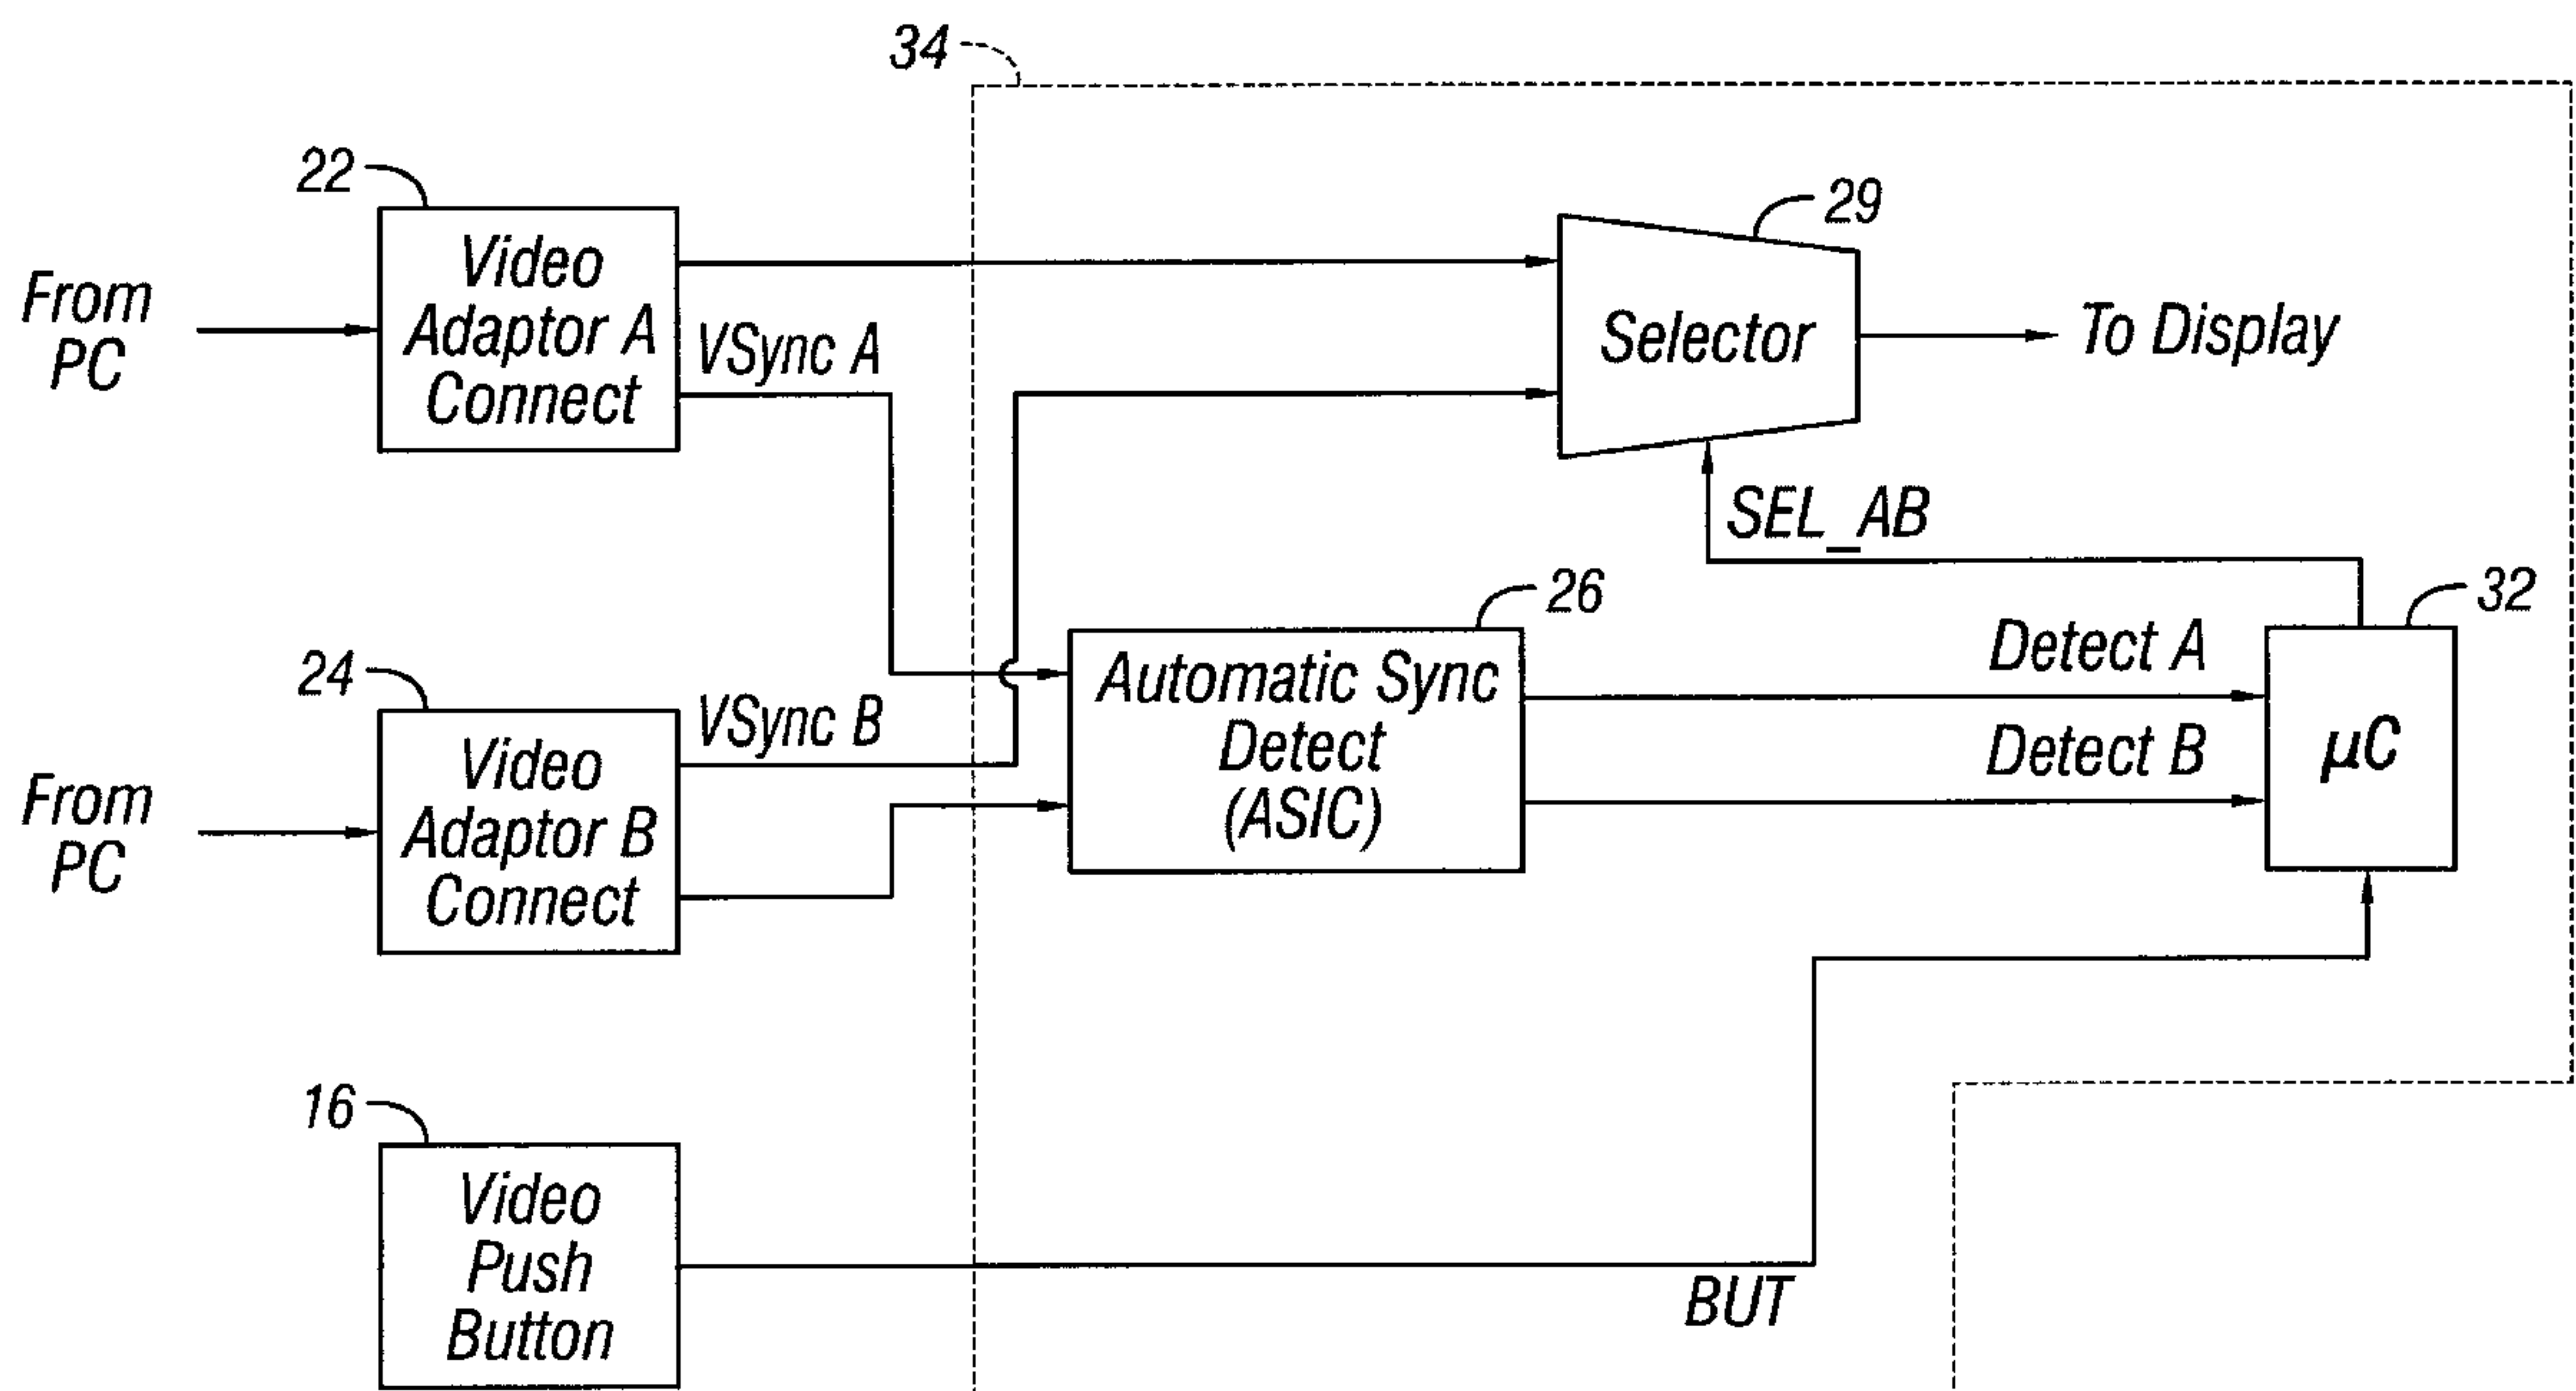 34
22
Video
Adaptor A
Connect
From
PC
VSync A
29
Selector
To Display
SEL_AB
26
Automatic Sync
Detect
(ASIC)
32
Detect A
Detect B
µC
24
Video
Adaptor B
Connect
From
PC
VSync B
16
Video
Push
Button
BUT